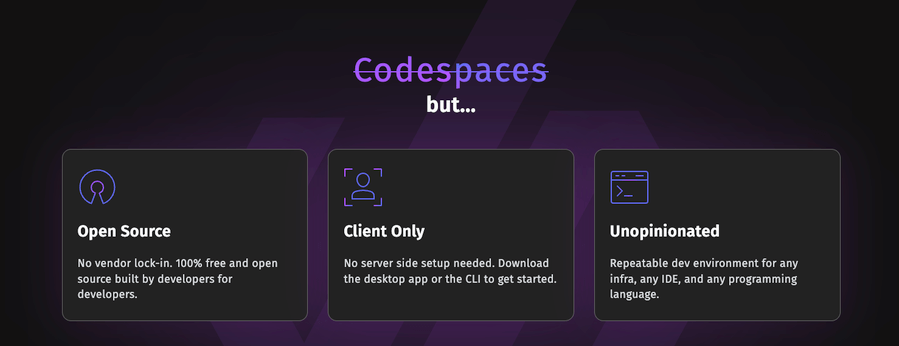 Codespaces
but...
Open Source
No vendor lock-in. 100% free and open
source built by developers for
developers.
Client Only
No server side setup needed. Download
the desktop app or the CLI to get started.
Unopinionated
Repeatable dev environment for any
infra, any IDE, and any programming
language.